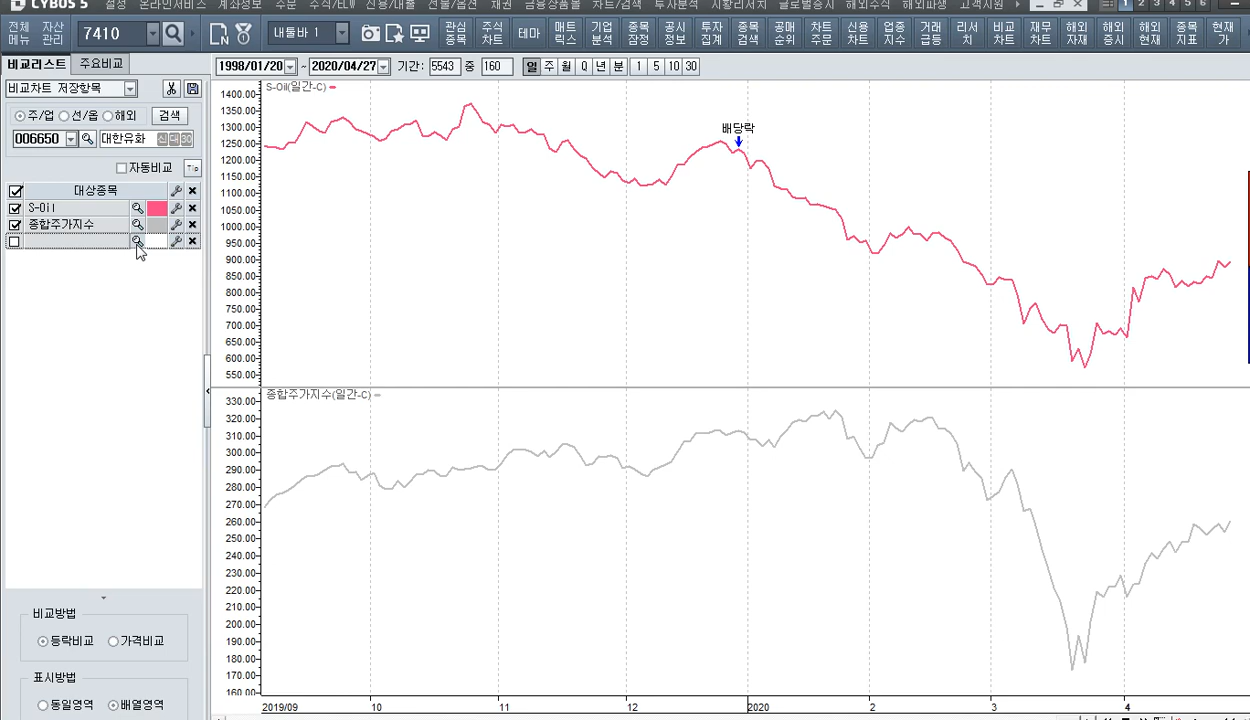 CYBOS 5 설정 온라인서비스 계좌정보 주문 주식/ELW 신용/대출 선물/옵션 채권 금융상품몰 차트/검색 투자분석 시황리서치 글로벌증시 해외주식 해외파생 고객지원 1 2 3 4 5 6
전체메뉴 자산관리 7410 내툴바 1 관심종목 주식차트 테마 매트릭스 기업분석 종목잠정 공시정보 투자집계 종목검색 공매순위 차트주문 신용차트 업종지수 거래급등 리서치 비교차트 재무차트 해외자재 해외증시 해외현재 종목지표 현재가
비교리스트 주요비교 1998/01/20 ~ 2020/04/27 기간: 5543 중 160 일 주 월 Q 년 분 1 5 10 30
비교차트 저장항목
주/업 선/옵 해외 검색
006650 대한유화 신 대 30
자동비교 Tip
대상종목
S-Oil
종합주가지수
비교방법
등락비교 가격비교
표시방법
동일영역 배열영역
S-Oil(일간-C)
배당락
1400.00
1350.00
1300.00
1250.00
1200.00
1150.00
1100.00
1050.00
1000.00
950.00
900.00
850.00
800.00
750.00
700.00
650.00
600.00
550.00
종합주가지수(일간-C)
330.00
320.00
310.00
300.00
290.00
280.00
270.00
260.00
250.00
240.00
230.00
220.00
210.00
200.00
190.00
180.00
170.00
160.00
2019/09 10 11 12 2020 2 3 4